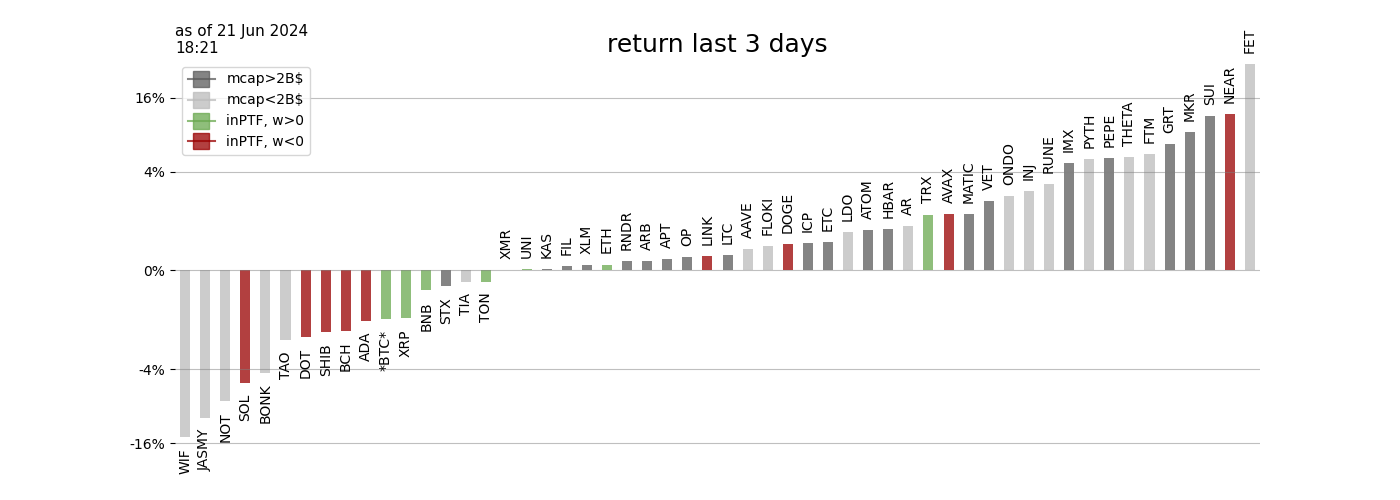 as of 21 Jun 2024
18:21
return last 3 days
mcap>2B$
mcap<2B$
inPTF, w>0
inPTF, w<0
16%
4%
0%
-4%
-16%
WIF
JASMY
NOT
SOL
BONK
TAO
DOT
SHIB
BCH
ADA
*BTC*
XRP
BNB
STX
TIA
TON
XMR
UNI
KAS
FIL
XLM
ETH
RNDR
ARB
APT
OP
LINK
LTC
AAVE
FLOKI
DOGE
ICP
ETC
LDO
ATOM
HBAR
AR
TRX
AVAX
MATIC
VET
ONDO
INJ
RUNE
IMX
PYTH
PEPE
THETA
FTM
GRT
MKR
SUI
NEAR
FET